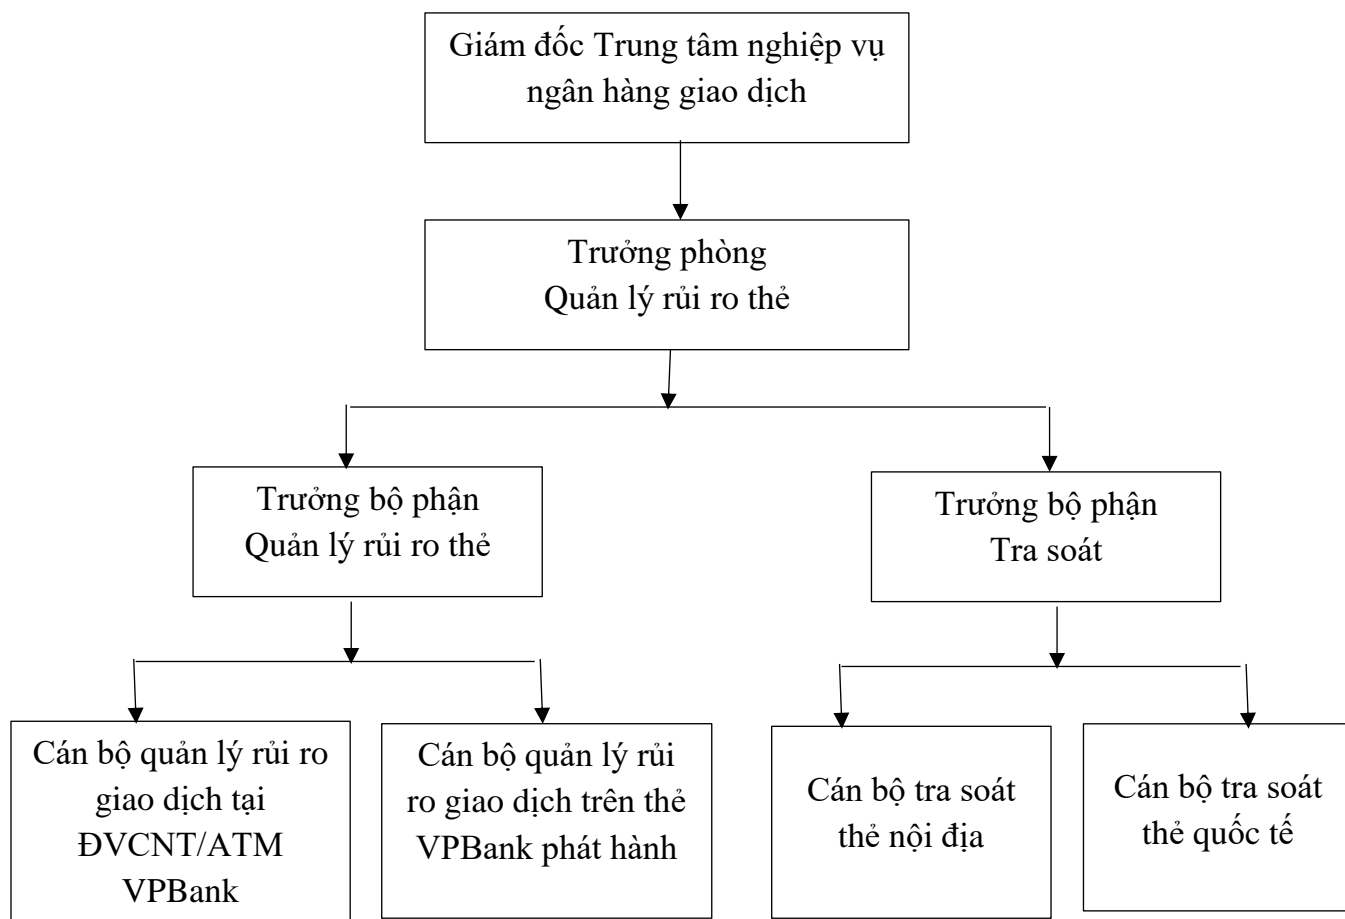 Giám đốc Trung tâm nghiệp vụ
ngân hàng giao dịch
Trưởng phòng
Quản lý rủi ro thẻ
Trưởng bộ phận
Quản lý rủi ro thẻ
Trưởng bộ phận
Tra soát
Cán bộ quản lý rủi ro
giao dịch tại
ĐVCNT/ATM
VPBank
Cán bộ quản lý rủi
ro giao dịch trên thẻ
VPBank phát hành
Cán bộ tra soát
thẻ nội địa
Cán bộ tra soát
thẻ quốc tế